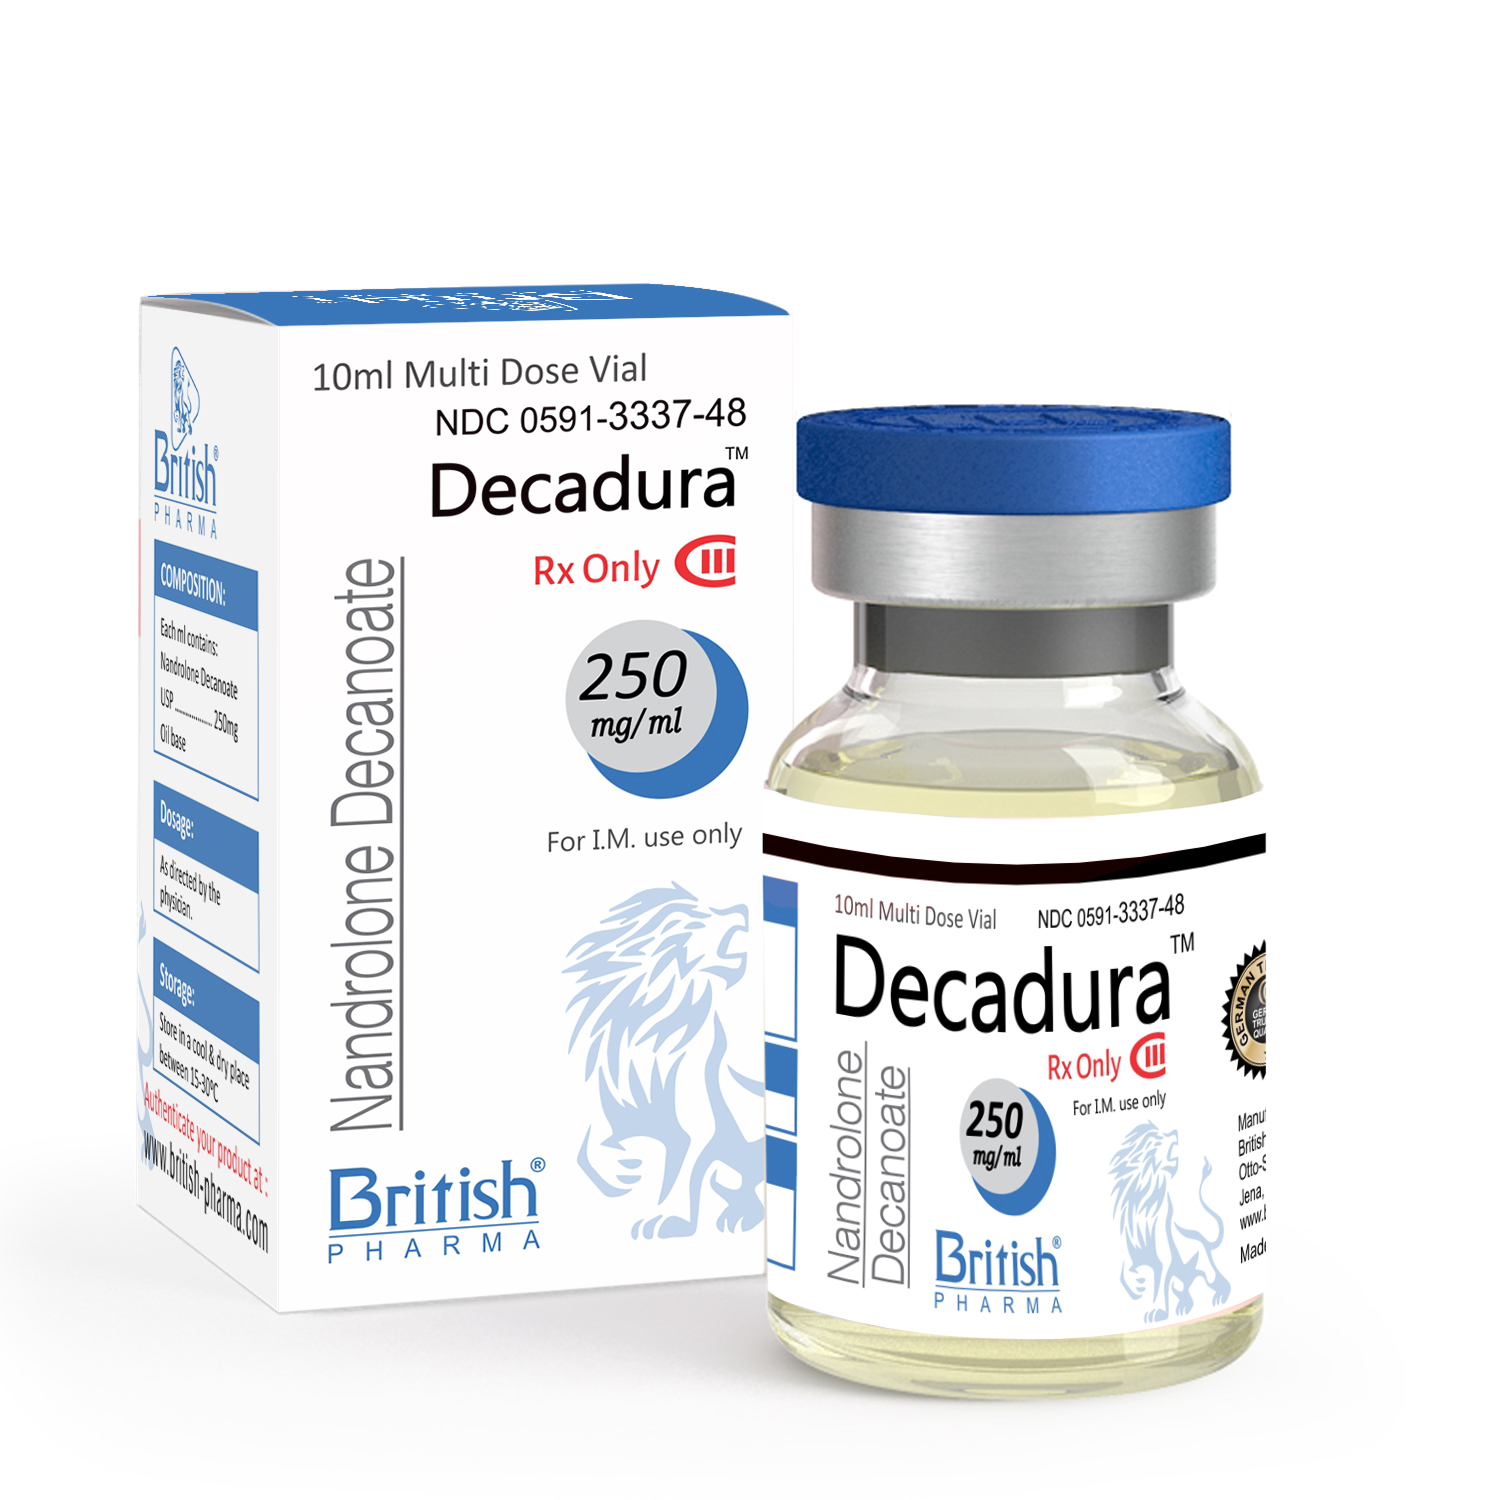 British®
PHARMA
COMPOSITION:
Each ml contains:
Nandrolone Decanoate
USP ................ 250mg
Oil base
Dosage:
As directed by the
physician.
Storage:
Store in a cool & dry place
between 15-30ºC
Authenticate your product at :
www.british-pharma.com
10ml Multi Dose Vial
NDC 0591-3337-48
Decadura™
Rx Only CIII
250
mg/ml
For I.M. use only
Nandrolone Decanoate
British®
PHARMA
10ml Multi Dose Vial
NDC 0591-3337-48
Decadura™
Rx Only CIII
For I.M. use only
250
mg/ml
Nandrolone
Decanoate
British®
PHARMA
GERMAN
British
Jena,